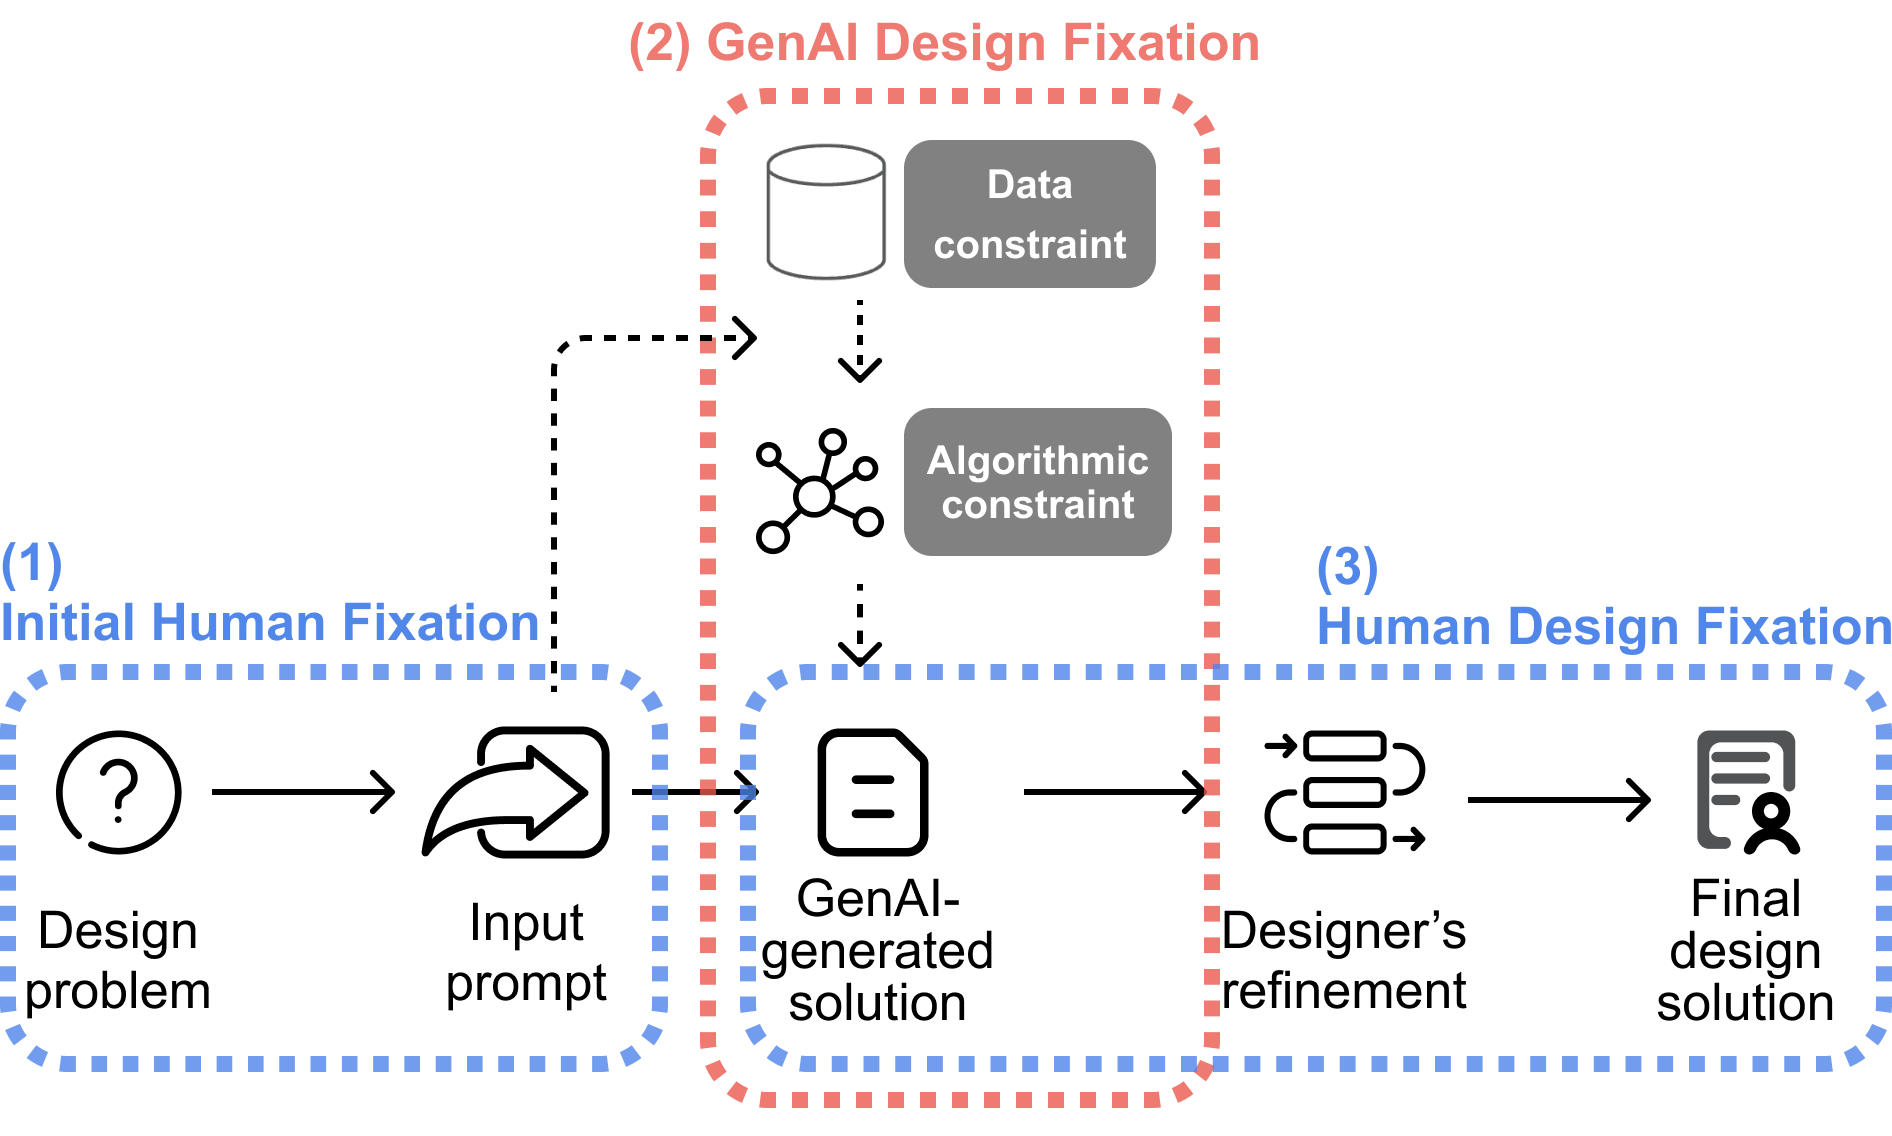 (2) GenAI Design Fixation
Data
constraint
Algorithmic
constraint
(1)
Initial Human Fixation
(3)
Human Design Fixation
?
Design
problem
Input
prompt
GenAI-
generated
solution
Designer’s
refinement
Final
design
solution